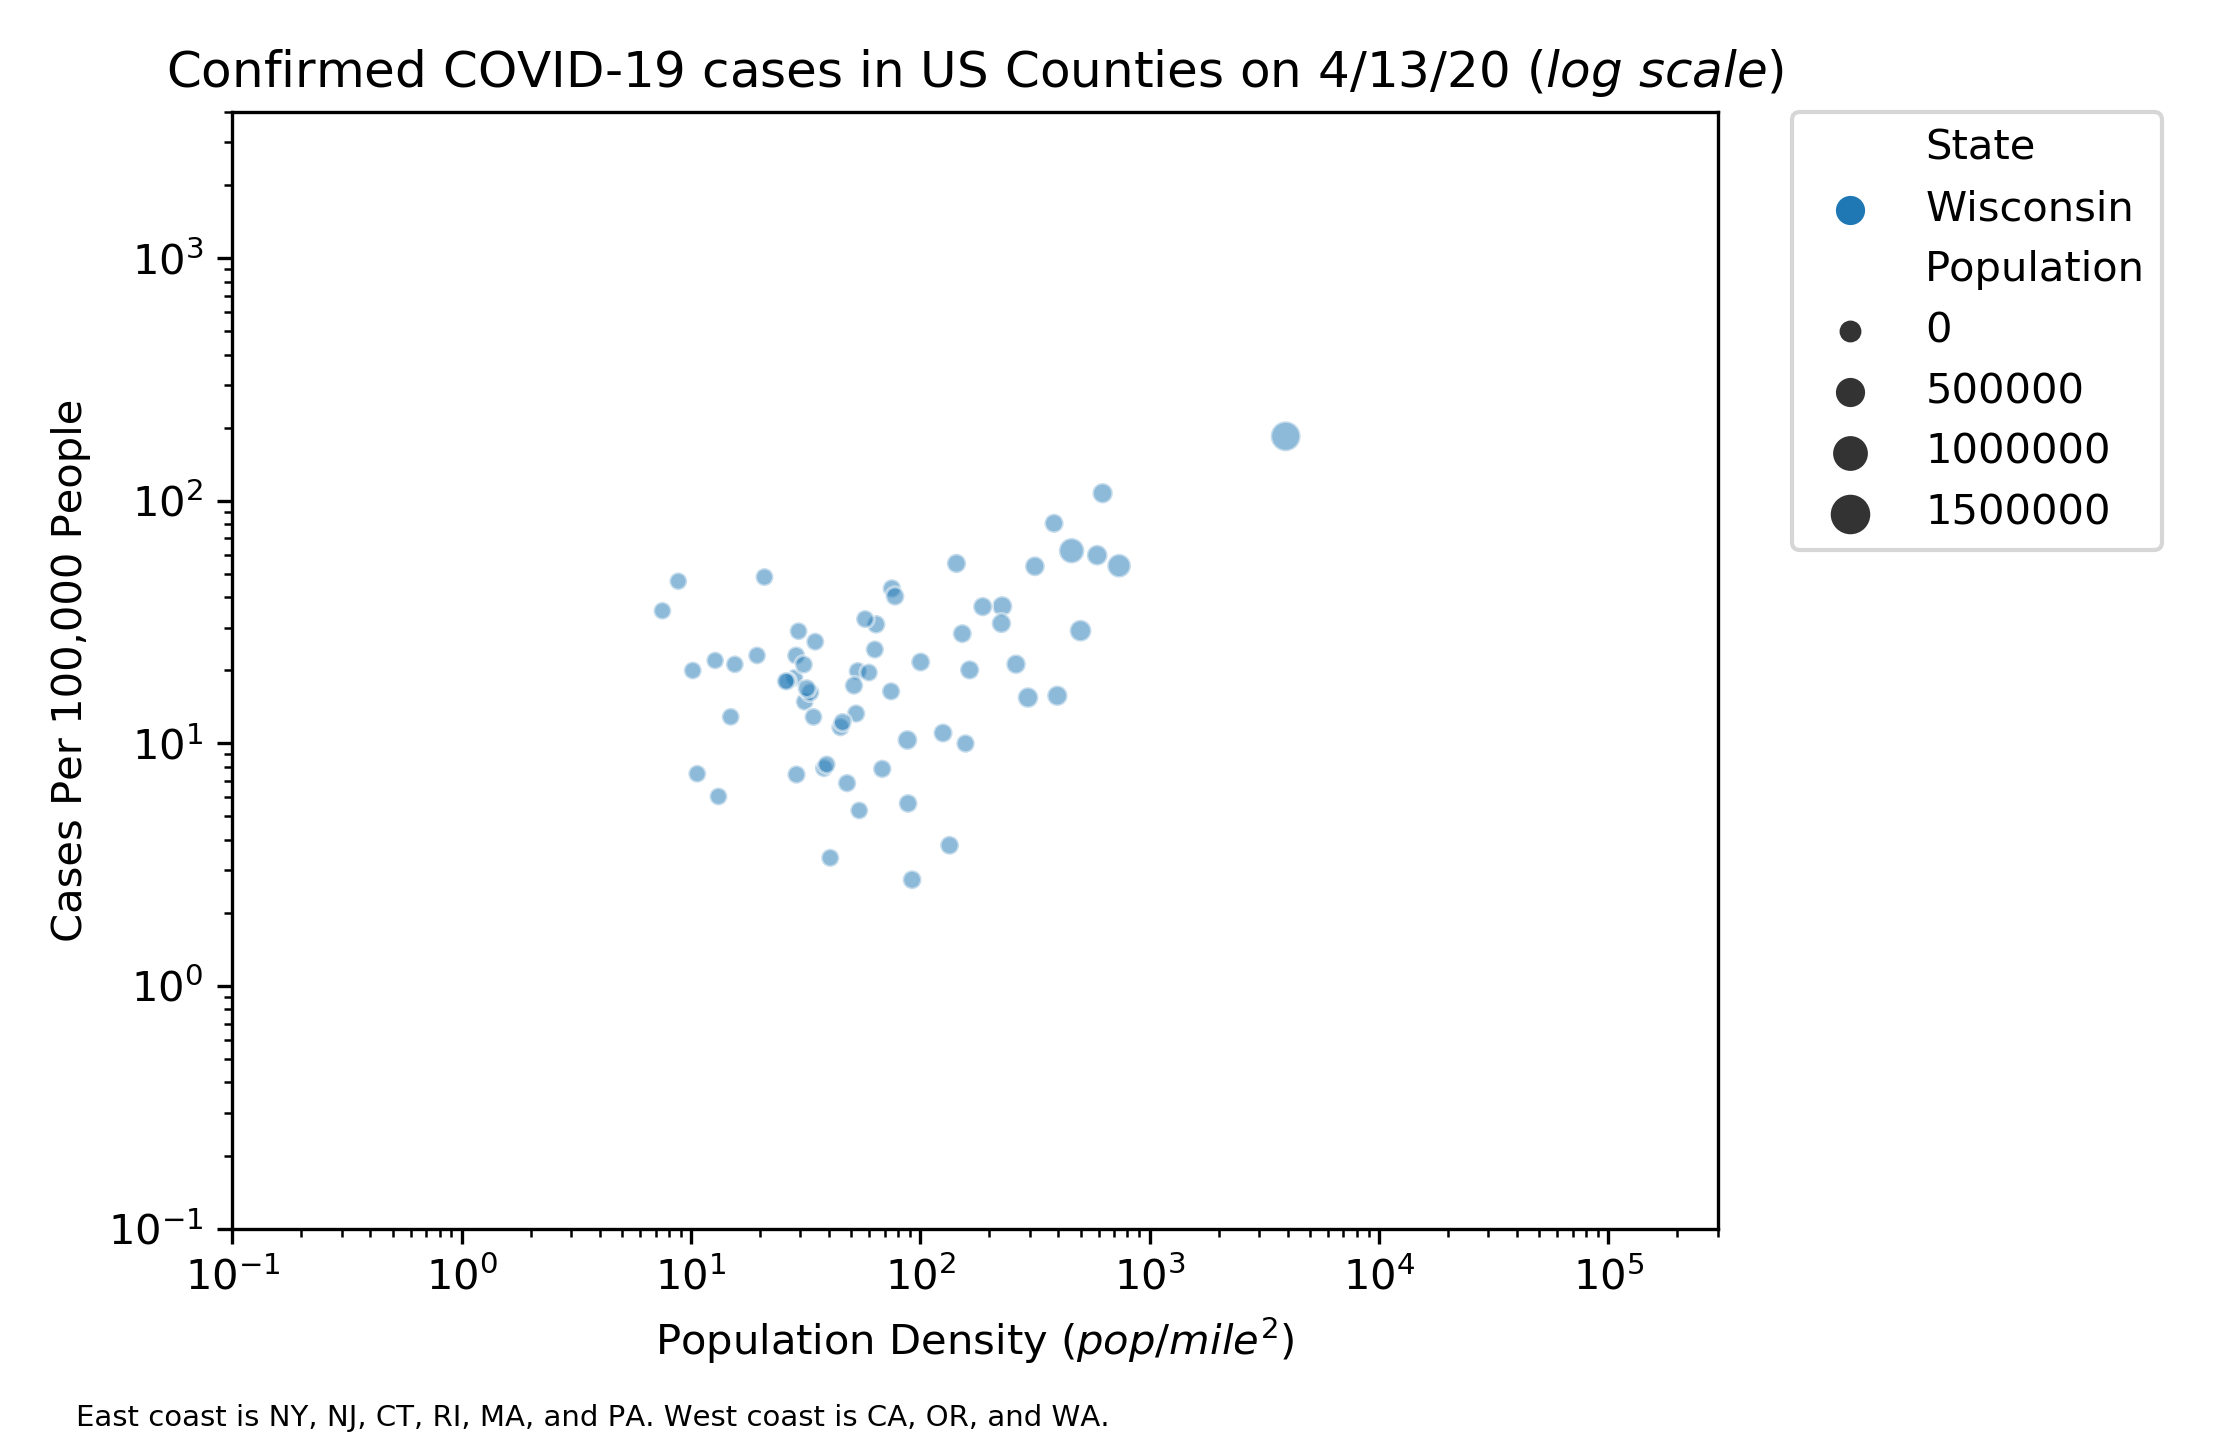 Confirmed COVID-19 cases in US Counties on 4/13/20 (log scale)
State
Wisconsin
Population
0
500000
1000000
1500000
Cases Per 100,000 People
10³
10²
10¹
10⁰
10⁻¹
10⁻¹ 10⁰ 10¹ 10² 10³ 10⁴ 10⁵
Population Density (pop/mile²)
East coast is NY, NJ, CT, RI, MA, and PA. West coast is CA, OR, and WA.